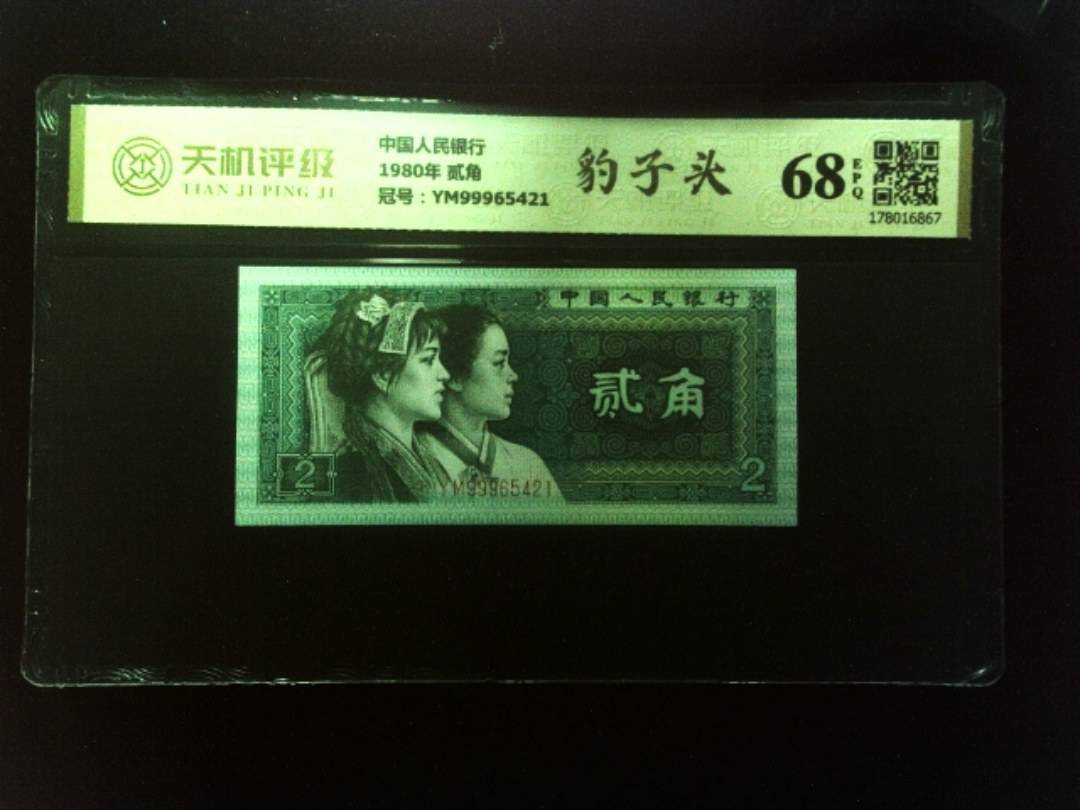 天机评级
TIAN JI PING JI
中国人民银行
1980年 贰角
冠号：YM99965421
豹子头
68
EPQ
178016867
中国人民银行
贰角
2
2
YM99965421